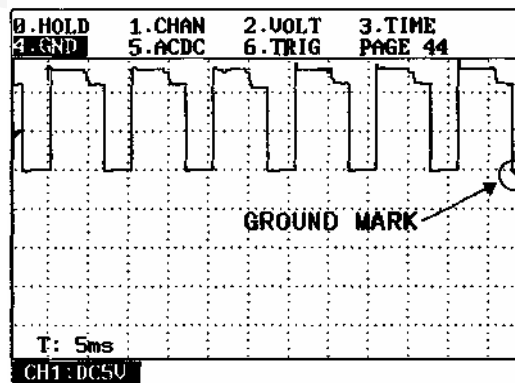 0.HOLD 1.CHAN 2.VOLT 3.TIME
4.GND 5.ACDC 6.TRIG PAGE 44
GROUND MARK
T: 5ms
CH1:DC5V